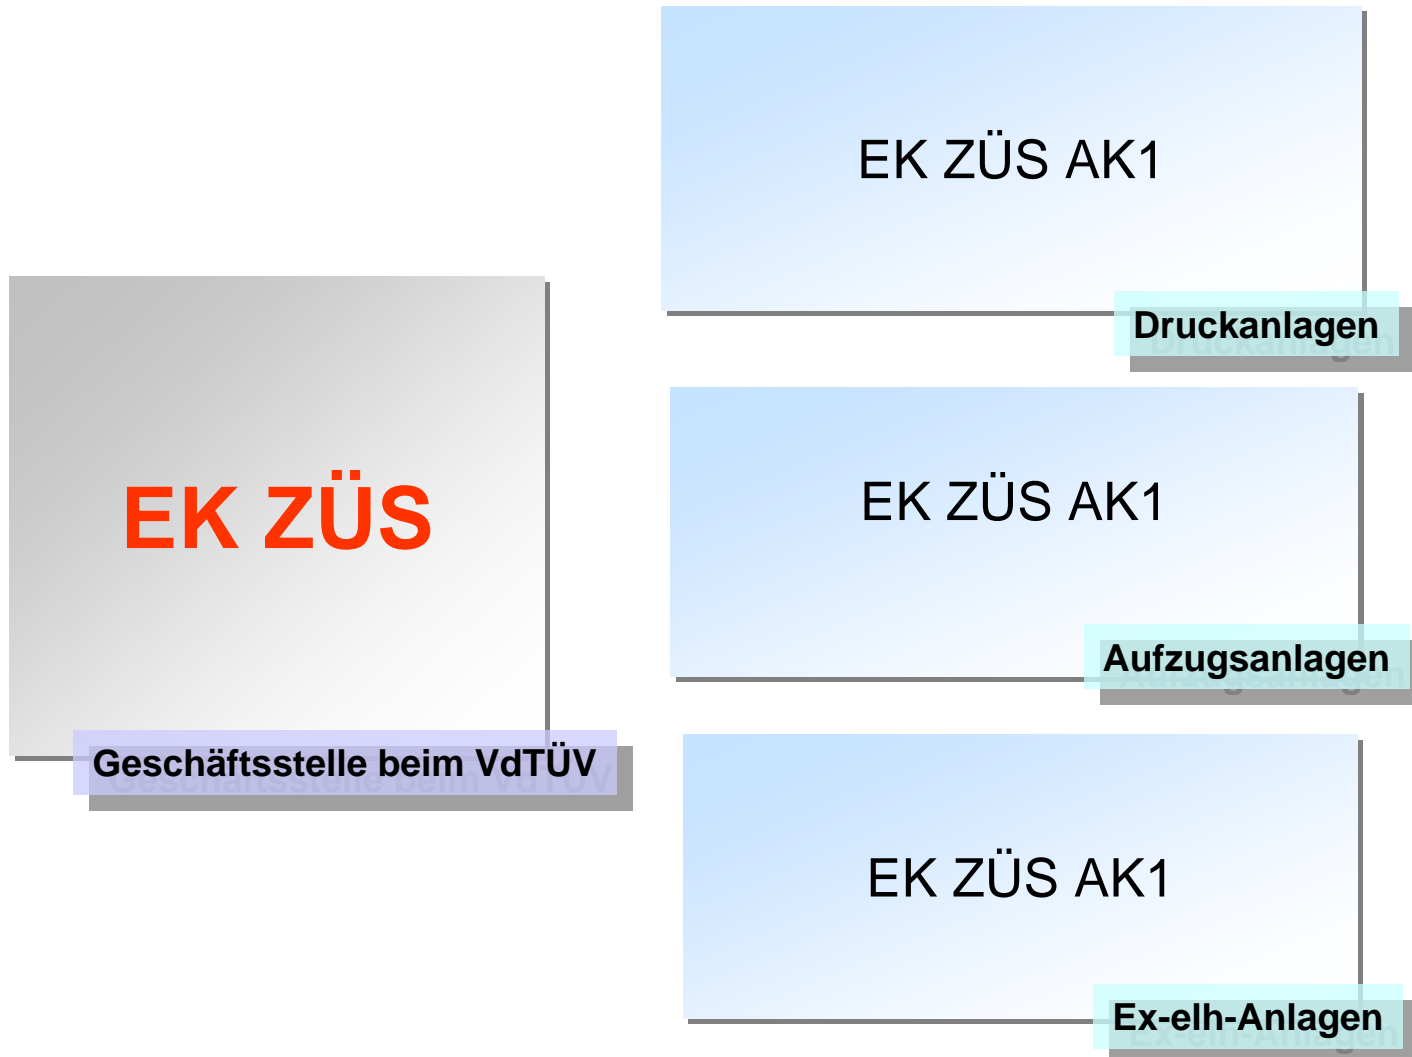 EK ZÜS
Geschäftsstelle beim VdTÜV
EK ZÜS AK1
Druckanlagen
EK ZÜS AK1
Aufzugsanlagen
EK ZÜS AK1
Ex-elh-Anlagen